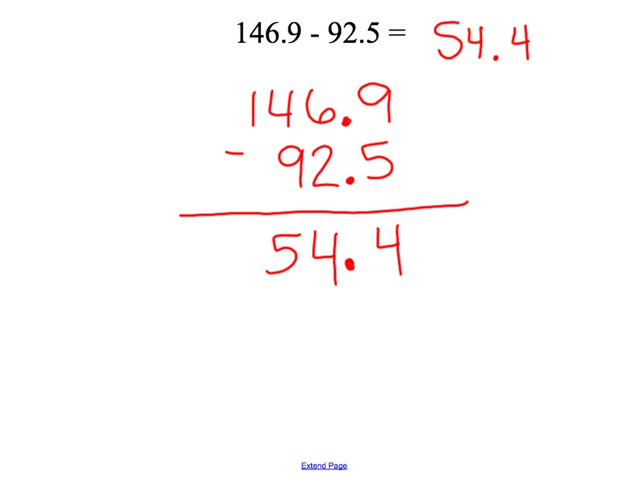 146.9 - 92.5 = 54.4
146.9
- 92.5
54.4
Extend Page